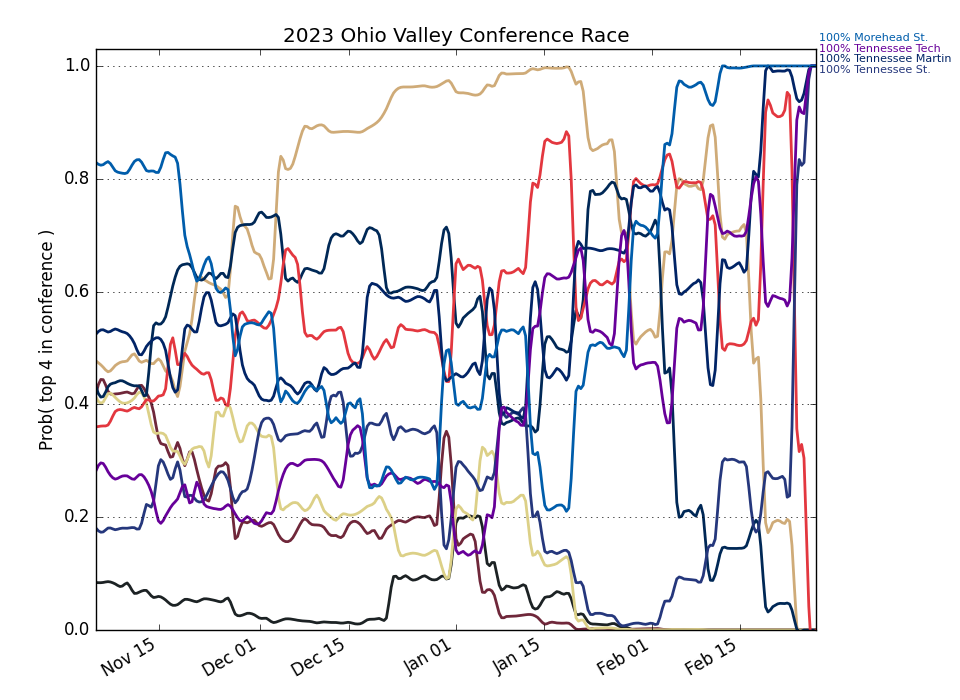 2023 Ohio Valley Conference Race
100% Morehead St.
100% Tennessee Tech
100% Tennessee Martin
100% Tennessee St.
1.0
0.8
0.6
0.4
0.2
0.0
Prob( top 4 in conference )
Nov 15
Dec 01
Dec 15
Jan 01
Jan 15
Feb 01
Feb 15